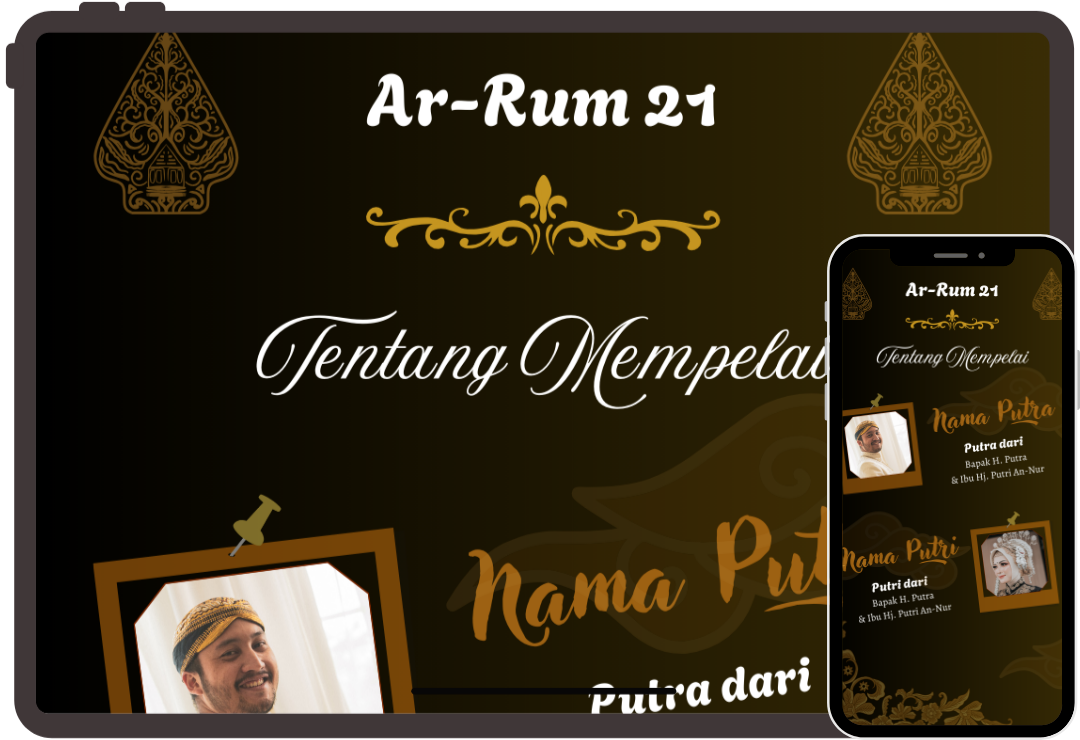 Ar-Rum 21
Tentang Mempelai
Nama Put
Putra dari
Ar-Rum 21
Tentang Mempelai
Nama Putra
Putra dari
Bapak H. Putra
& Ibu Hj. Putri An-Nur
Nama Putri
Putri dari
Bapak H. Putra
& Ibu Hj. Putri An-Nur